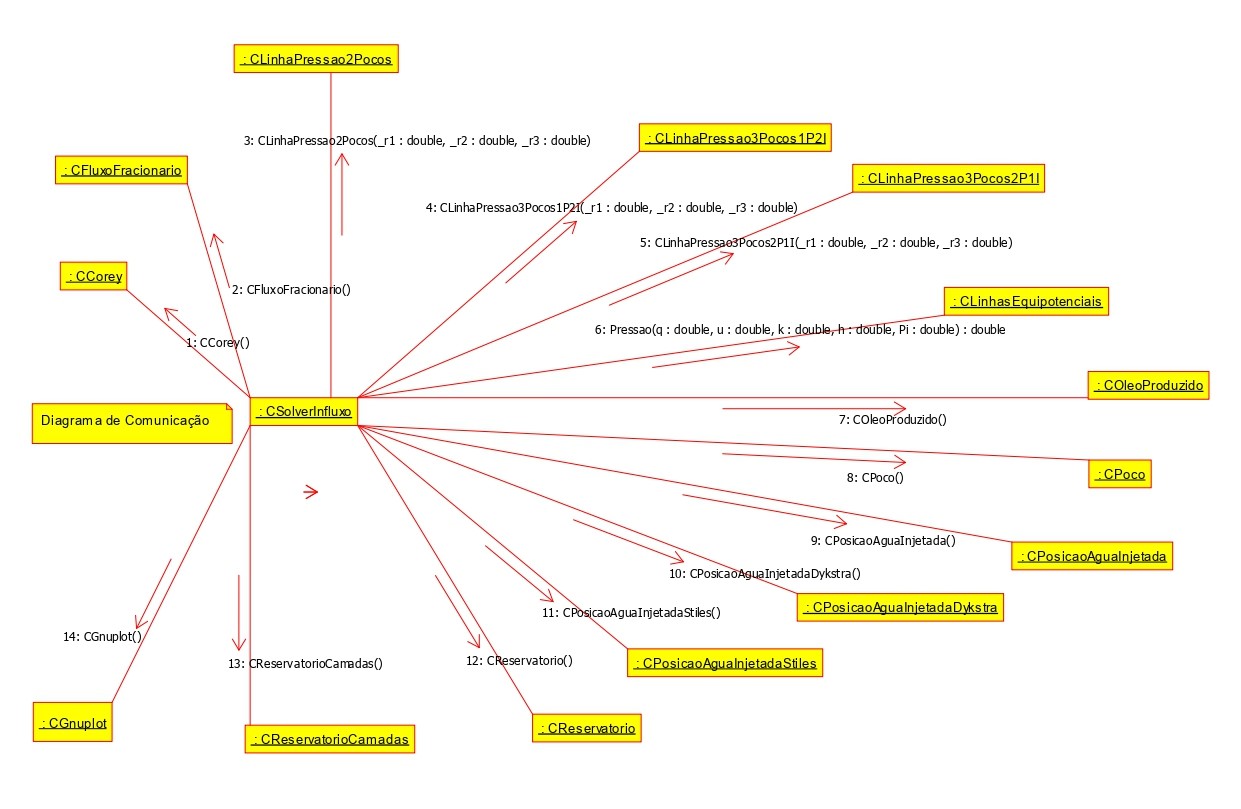 : CLinhaPressao2Pocos
3: CLinhaPressao2Pocos(_r1 : double, _r2 : double, _r3 : double)
: CLinhaPressao3Pocos1P2I
: CFluxoFracionario
: CLinhaPressao3Pocos2P1I
4: CLinhaPressao3Pocos1P2I(_r1 : double, _r2 : double, _r3 : double)
5: CLinhaPressao3Pocos2P1I(_r1 : double, _r2 : double, _r3 : double)
: CCorey
2: CFluxoFracionario()
: CLinhasEquipotenciais
6: Pressao(q : double, u : double, k : double, h : double, Pi : double) : double
1: CCorey()
: COleoProduzido
: CSolverInfluxo
Diagrama de Comunicação
7: COleoProduzido()
: CPoco
8: CPoco()
9: CPosicaoAguaInjetada()
: CPosicaoAguaInjetada
10: CPosicaoAguaInjetadaDykstra()
: CPosicaoAguaInjetadaDykstra
11: CPosicaoAguaInjetadaStiles()
14: CGnuplot()
13: CReservatorioCamadas()
12: CReservatorio()
: CPosicaoAguaInjetadaStiles
: CGnuplot
: CReservatorio
: CReservatorioCamadas